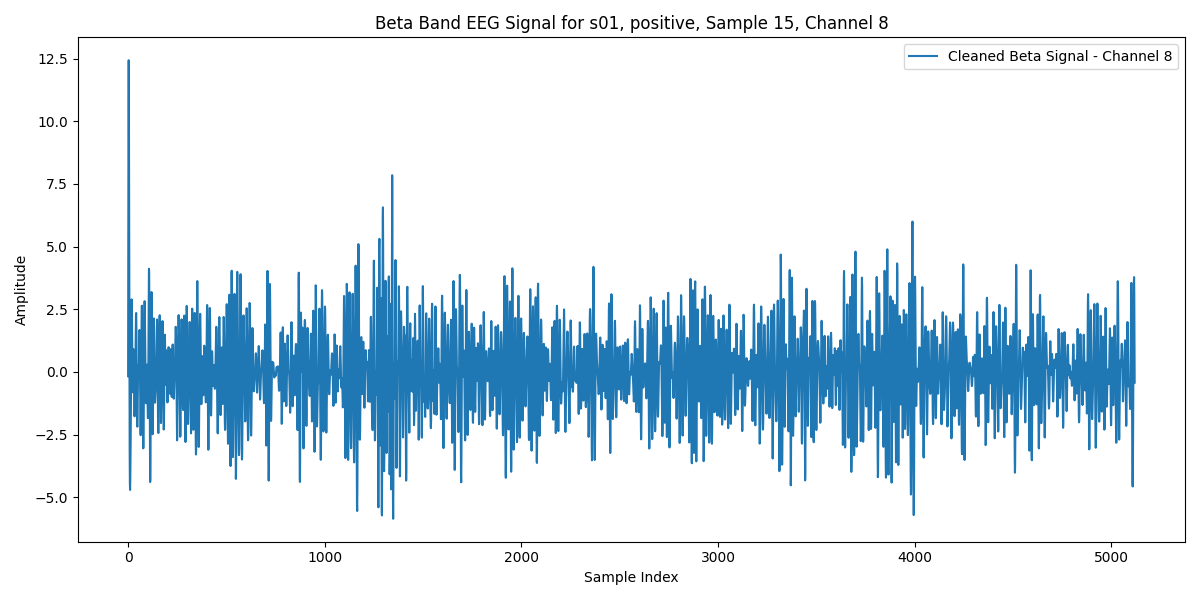 Beta Band EEG Signal for s01, positive, Sample 15, Channel 8
Cleaned Beta Signal - Channel 8
Amplitude
12.5
10.0
7.5
5.0
2.5
0.0
−2.5
−5.0
0 1000 2000 3000 4000 5000
Sample Index